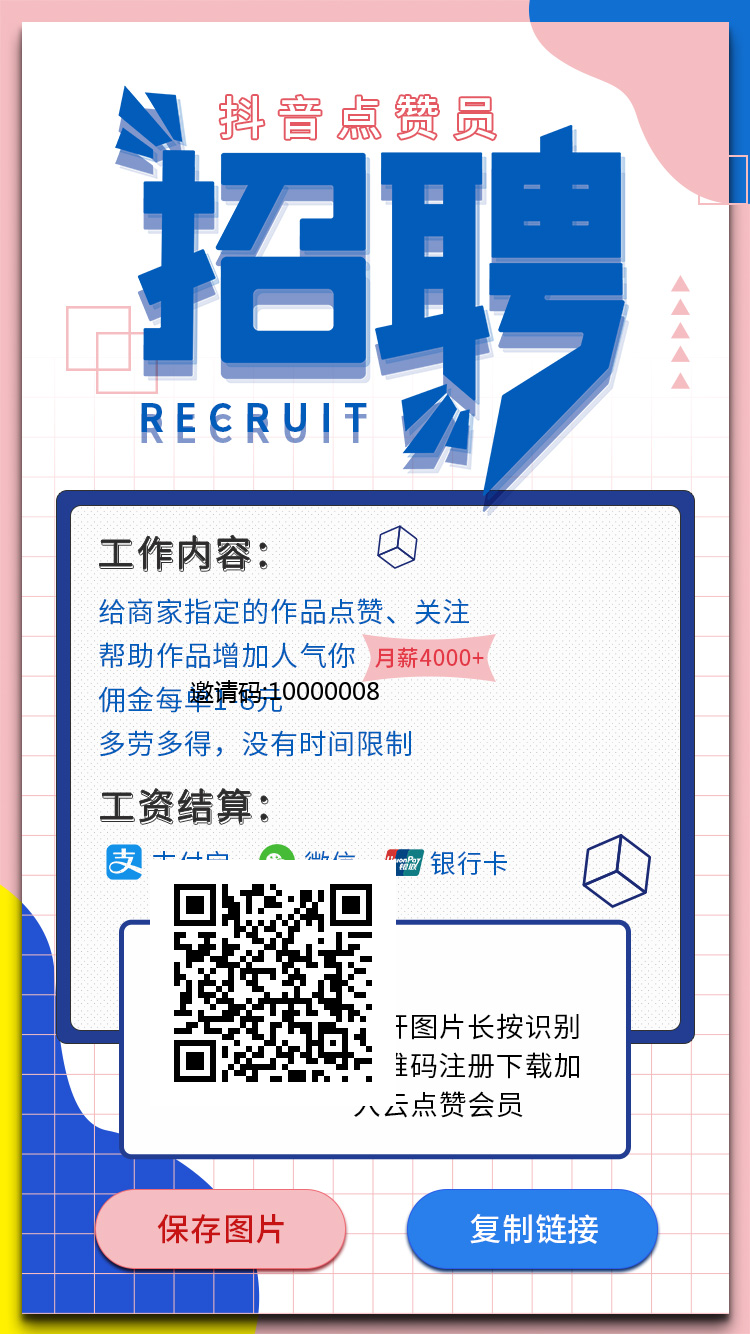 抖音点赞员
招聘
RECRUIT
工作内容：
给商家指定的作品点赞、关注
帮助作品增加人气你 月薪4000+
佣金每单1-8元
邀请码:10000008
多劳多得，没有时间限制
工资结算：
支 支付宝 微信 UnionPay 银联 银行卡
图片长按识别
维码注册下载加
入云点赞会员
保存图片
复制链接